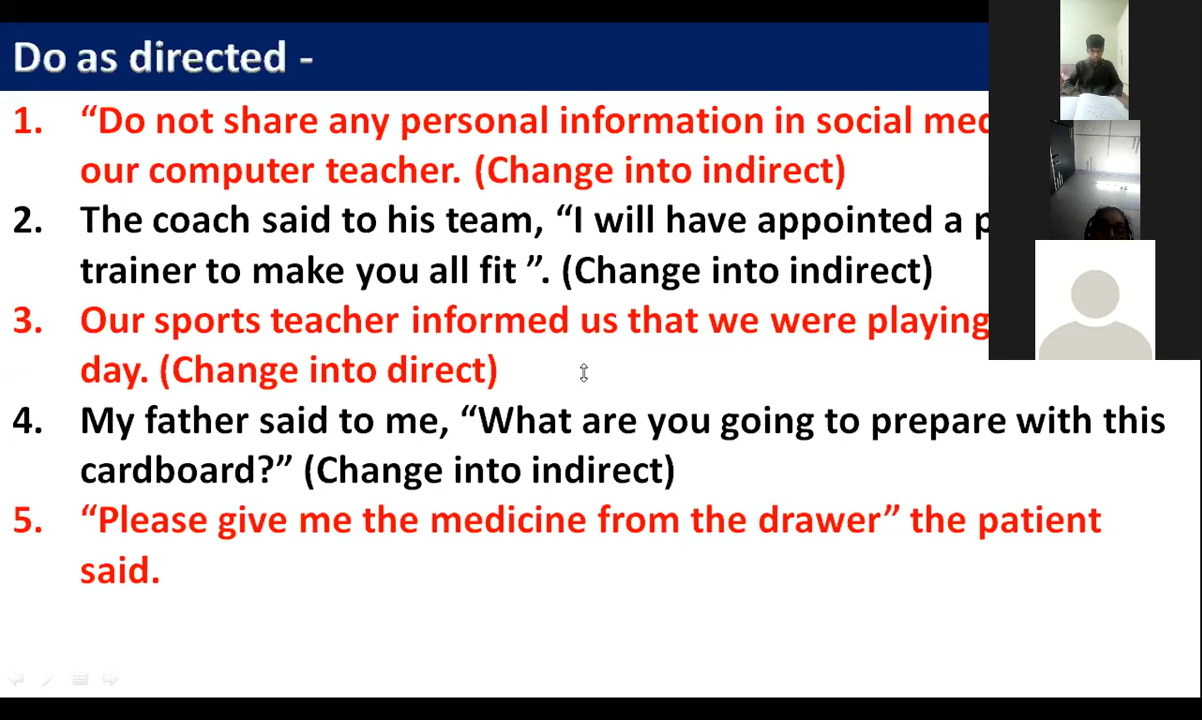 Do as directed -
1. “Do not share any personal information in social
our computer teacher. (Change into indirect)
2. The coach said to his team, “I will have appointed a
trainer to make you all fit ”. (Change into indirect)
3. Our sports teacher informed us that we were playing
day. (Change into direct)
4. My father said to me, “What are you going to prepare with this
cardboard?” (Change into indirect)
5. “Please give me the medicine from the drawer” the patient
said.